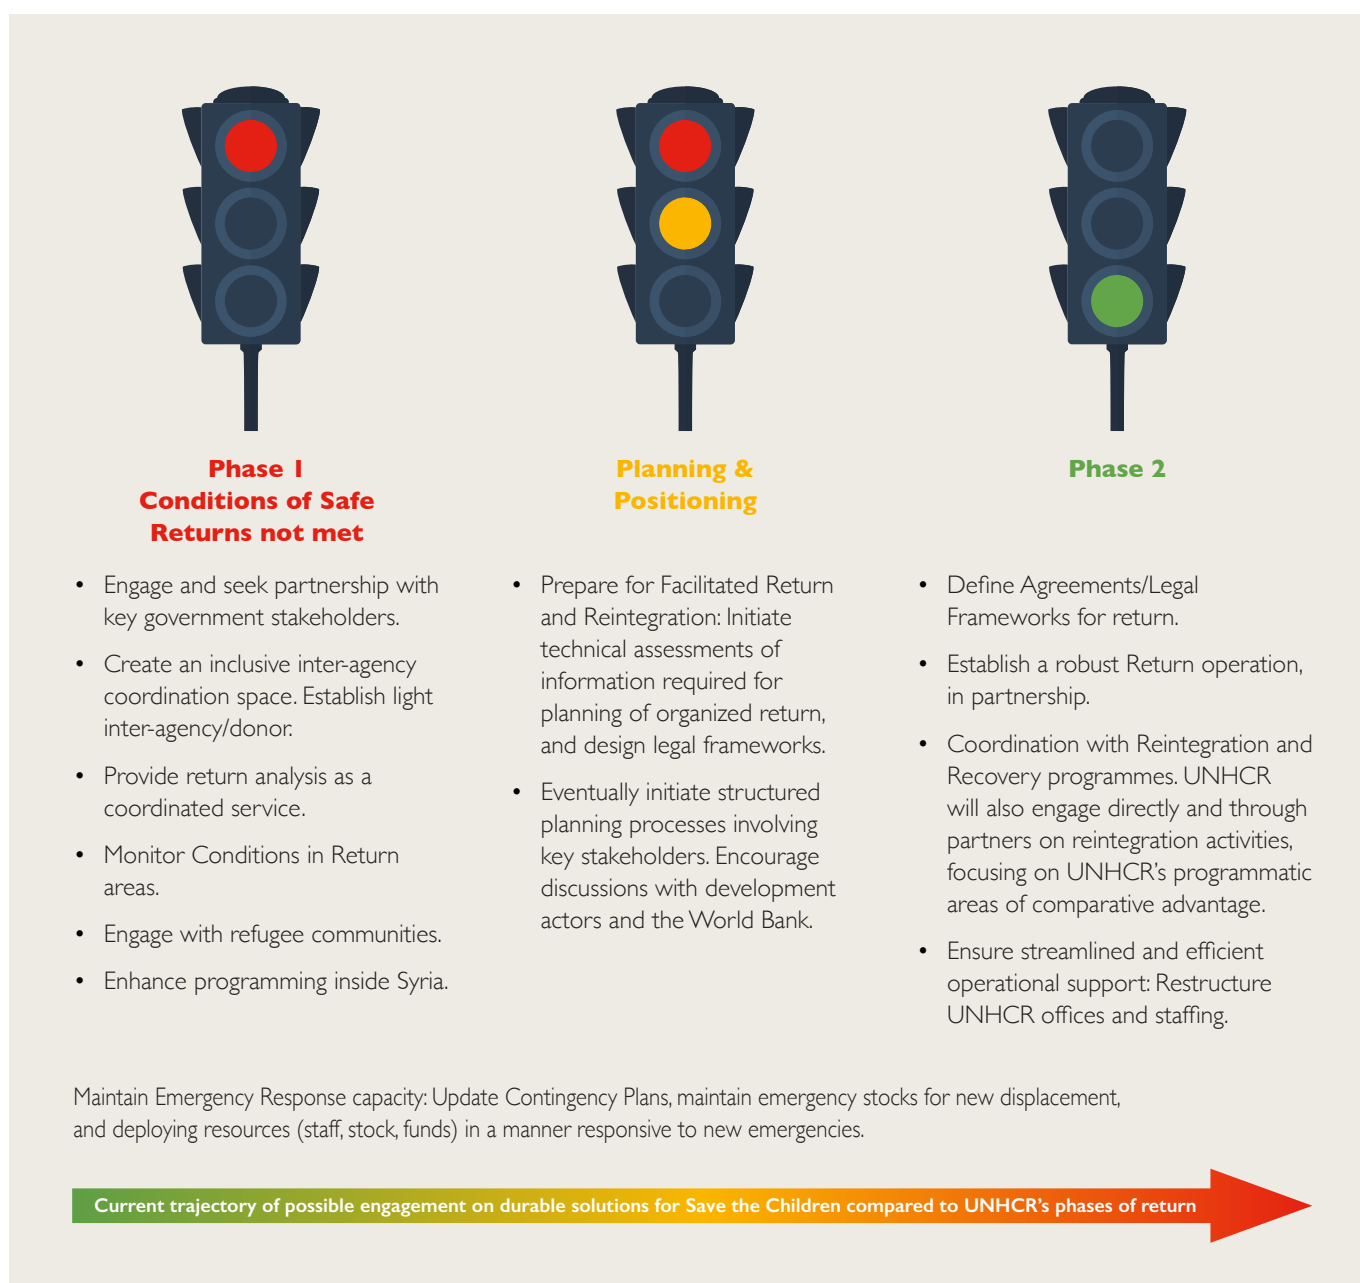 Phase 1
Conditions of Safe
Returns not met
• Engage and seek partnership with
key government stakeholders.
• Create an inclusive inter-agency
coordination space. Establish light
inter-agency/donor.
• Provide return analysis as a
coordinated service.
• Monitor Conditions in Return
areas.
• Engage with refugee communities.
• Enhance programming inside Syria.
Planning &
Positioning
• Prepare for Facilitated Return
and Reintegration: Initiate
technical assessments of
information required for
planning of organized return,
and design legal frameworks.
• Eventually initiate structured
planning processes involving
key stakeholders. Encourage
discussions with development
actors and the World Bank.
Phase 2
• Define Agreements/Legal
Frameworks for return.
• Establish a robust Return operation,
in partnership.
• Coordination with Reintegration and
Recovery programmes. UNHCR
will also engage directly and through
partners on reintegration activities,
focusing on UNHCR’s programmatic
areas of comparative advantage.
• Ensure streamlined and efficient
operational support: Restructure
UNHCR offices and staffing.
Maintain Emergency Response capacity: Update Contingency Plans, maintain emergency stocks for new displacement,
and deploying resources (staff, stock, funds) in a manner responsive to new emergencies.
Current trajectory of possible engagement on durable solutions for Save the Children compared to UNHCR’s phases of return